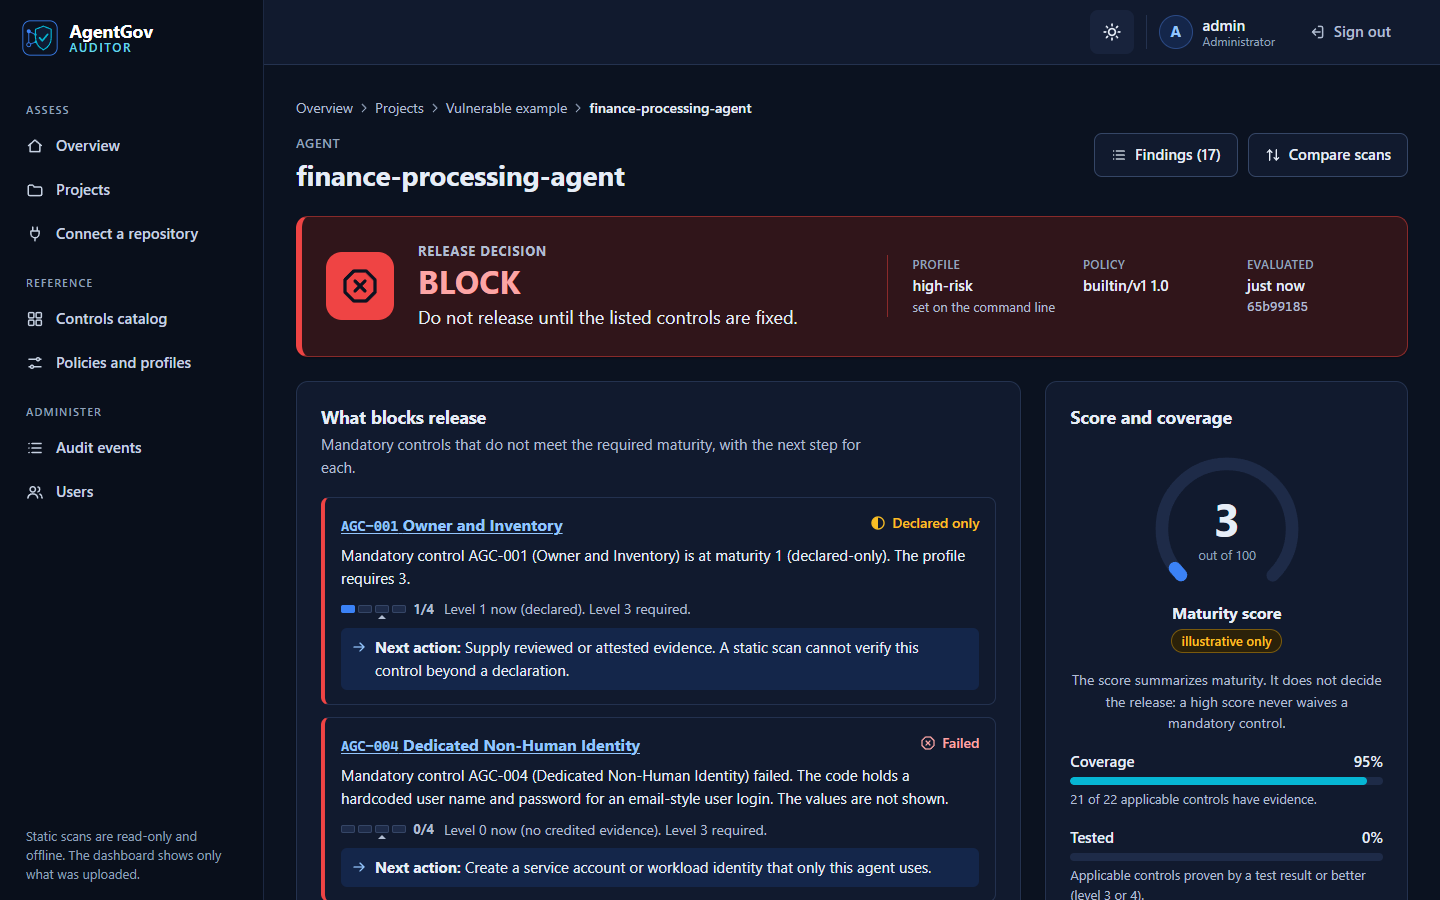 AgentGov
AUDITOR
ASSESS
Overview
Projects
Connect a repository
REFERENCE
Controls catalog
Policies and profiles
ADMINISTER
Audit events
Users
Static scans are read-only and
offline. The dashboard shows only
what was uploaded.
A
admin
Administrator
Sign out
Overview > Projects > Vulnerable example > finance-processing-agent
AGENT
finance-processing-agent
Findings (17)
Compare scans
RELEASE DECISION
BLOCK
Do not release until the listed controls are fixed.
PROFILE
high-risk
set on the command line
POLICY
builtin/v1 1.0
EVALUATED
just now
65b99185
What blocks release
Mandatory controls that do not meet the required maturity, with the next step for
each.
AGC-001 Owner and Inventory
Declared only
Mandatory control AGC-001 (Owner and Inventory) is at maturity 1 (declared-only). The profile
requires 3.
1/4 Level 1 now (declared). Level 3 required.
Next action: Supply reviewed or attested evidence. A static scan cannot verify this
control beyond a declaration.
AGC-004 Dedicated Non-Human Identity
Failed
Mandatory control AGC-004 (Dedicated Non-Human Identity) failed. The code holds a
hardcoded user name and password for an email-style user login. The values are not shown.
0/4 Level 0 now (no credited evidence). Level 3 required.
Next action: Create a service account or workload identity that only this agent uses.
Score and coverage
3
out of 100
Maturity score
illustrative only
The score summarizes maturity. It does not decide
the release: a high score never waives a
mandatory control.
Coverage 95%
21 of 22 applicable controls have evidence.
Tested 0%
Applicable controls proven by a test result or better
(level 3 or 4).